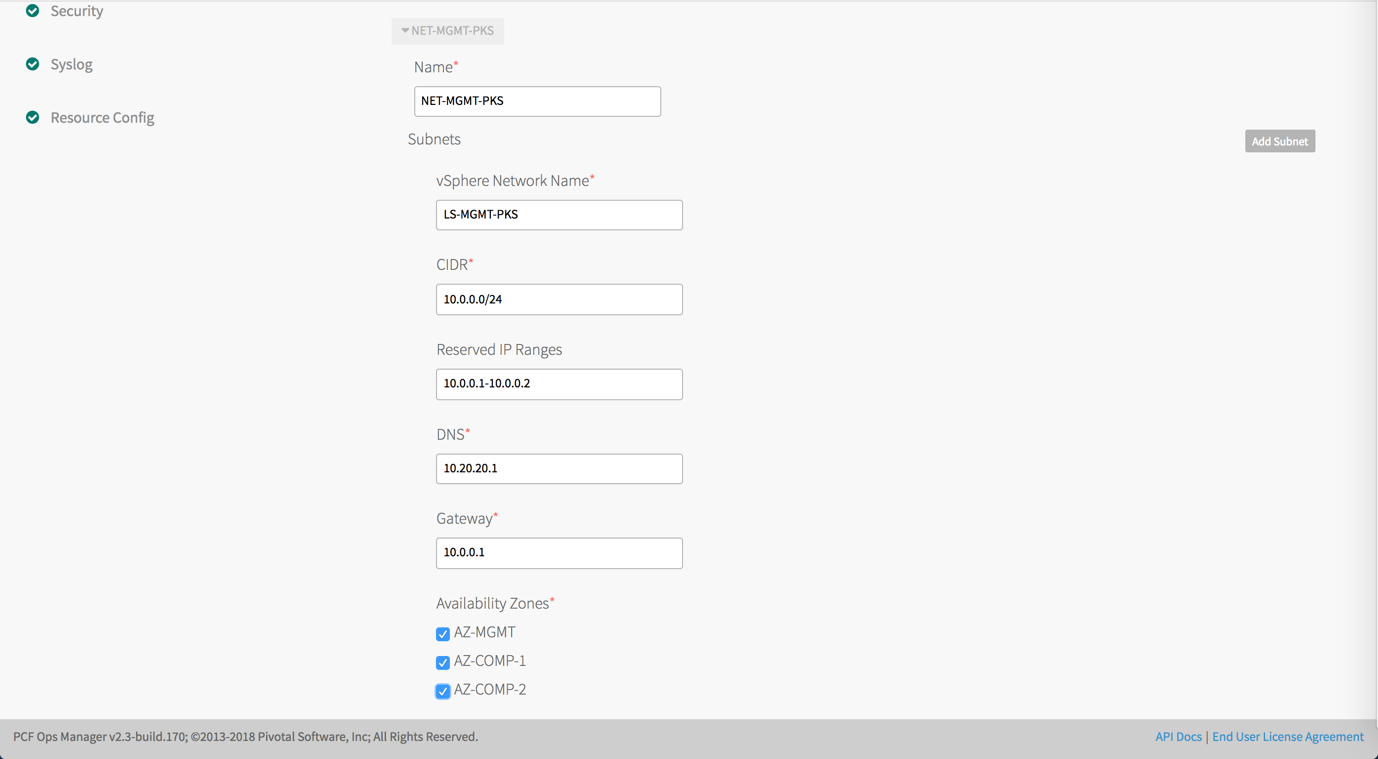 Security
Syslog
Resource Config
NET-MGMT-PKS
Name*
NET-MGMT-PKS
Subnets
Add Subnet
vSphere Network Name*
LS-MGMT-PKS
CIDR*
10.0.0.0/24
Reserved IP Ranges
10.0.0.1-10.0.0.2
DNS*
10.20.20.1
Gateway*
10.0.0.1
Availability Zones*
AZ-MGMT
AZ-COMP-1
AZ-COMP-2
PCF Ops Manager v2.3-build.170; ©2013-2018 Pivotal Software, Inc; All Rights Reserved.
API Docs | End User License Agreement